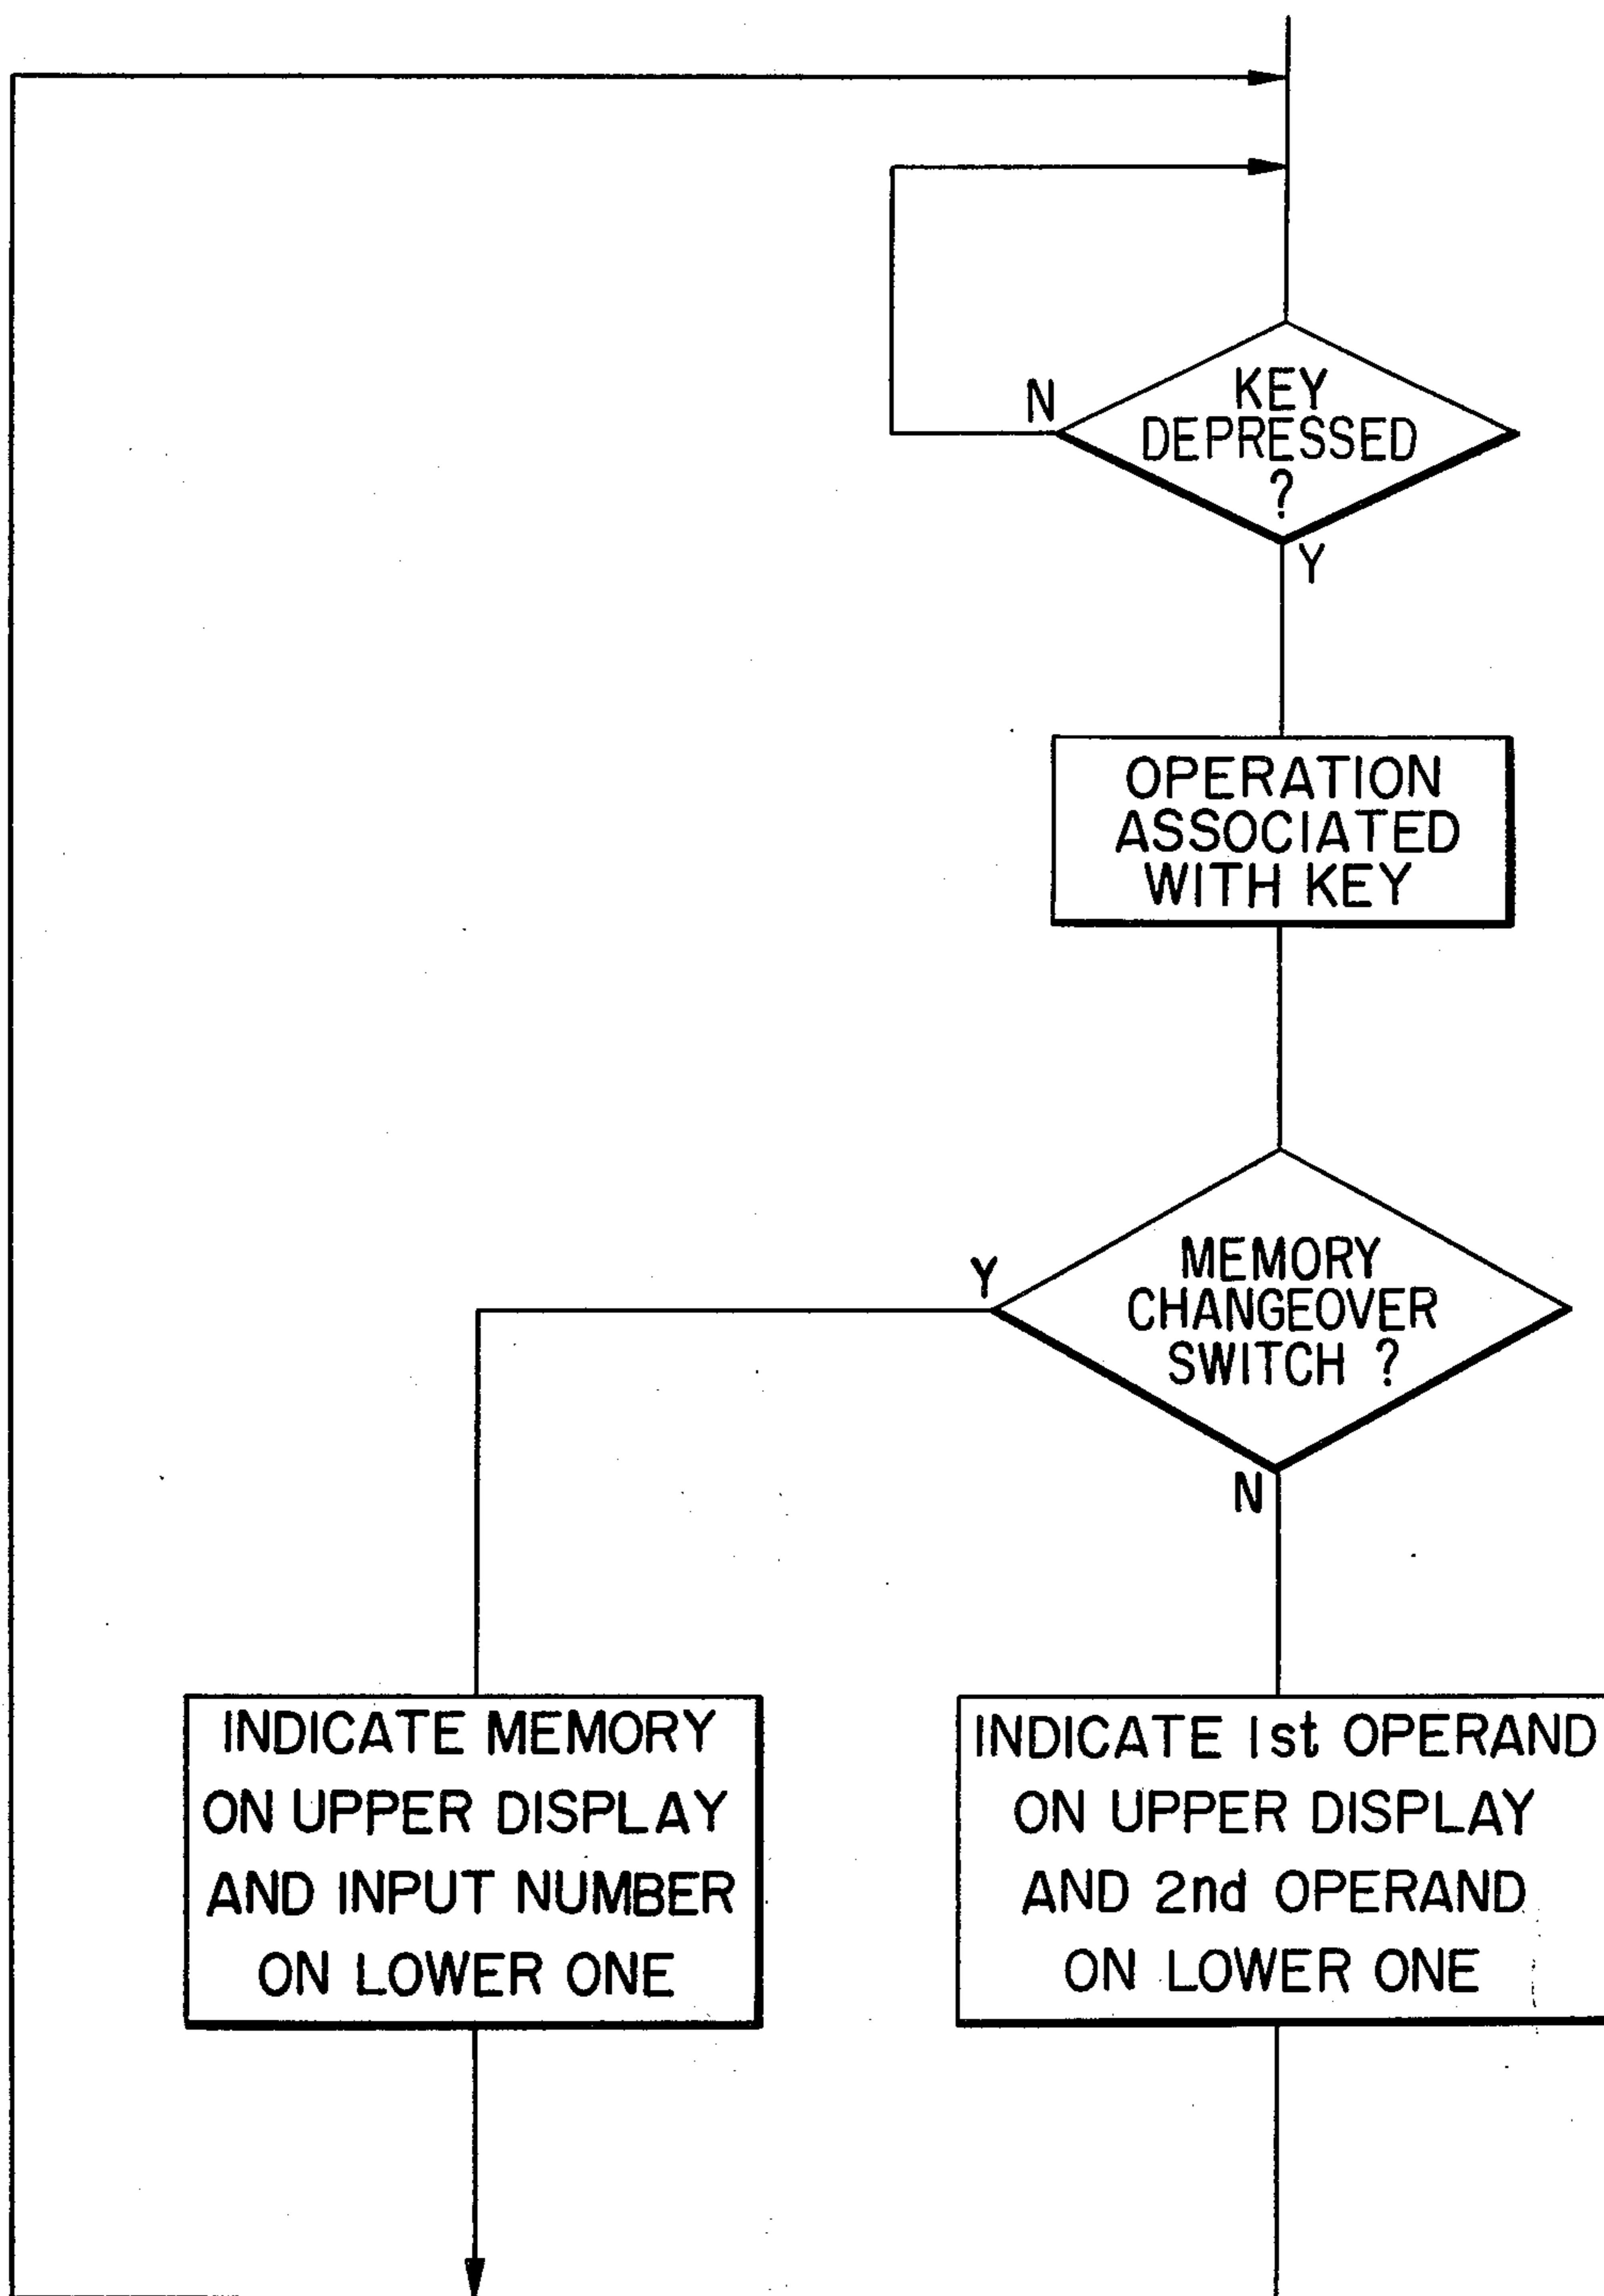 KEY
DEPRESSED
?
N
Y
OPERATION
ASSOCIATED
WITH KEY
MEMORY
CHANGEOVER
SWITCH ?
Y
N
INDICATE MEMORY
ON UPPER DISPLAY
AND INPUT NUMBER
ON LOWER ONE
INDICATE 1st OPERAND
ON UPPER DISPLAY
AND 2nd OPERAND
ON LOWER ONE